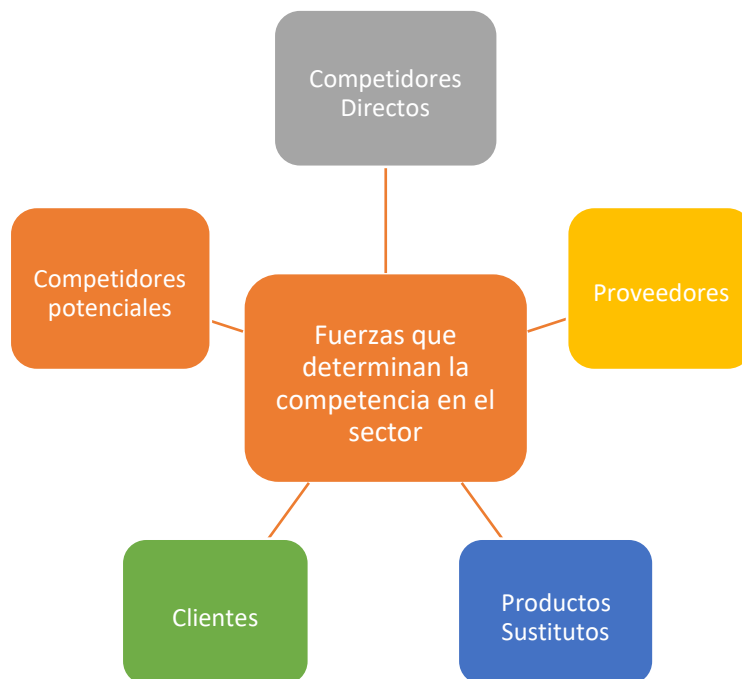 Competidores
Directos
Competidores
potenciales
Proveedores
Fuerzas que
determinan la
competencia en el
sector
Clientes
Productos
Sustitutos